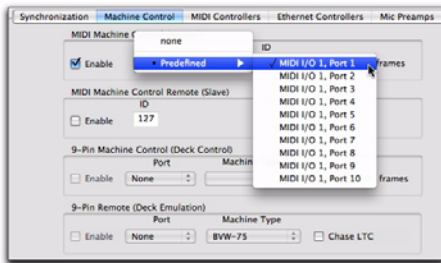 Synchronization Machine Control MIDI Controllers Ethernet Controllers Mic Preamps
MIDI Machine
none
ID
Enable
Predefined
✓ MIDI I/O 1, Port 1
frames
MIDI I/O 1, Port 2
MIDI I/O 1, Port 3
MIDI I/O 1, Port 4
MIDI I/O 1, Port 5
MIDI I/O 1, Port 6
MIDI I/O 1, Port 7
MIDI I/O 1, Port 8
MIDI I/O 1, Port 9
MIDI I/O 1, Port 10
MIDI Machine Control Remote (Slave)
ID
Enable 127
9-Pin Machine Control (Deck Control)
Port Machin
Enable None frames
9-Pin Remote (Deck Emulation)
Port Machine Type
Enable None BVW-75 Chase LTC